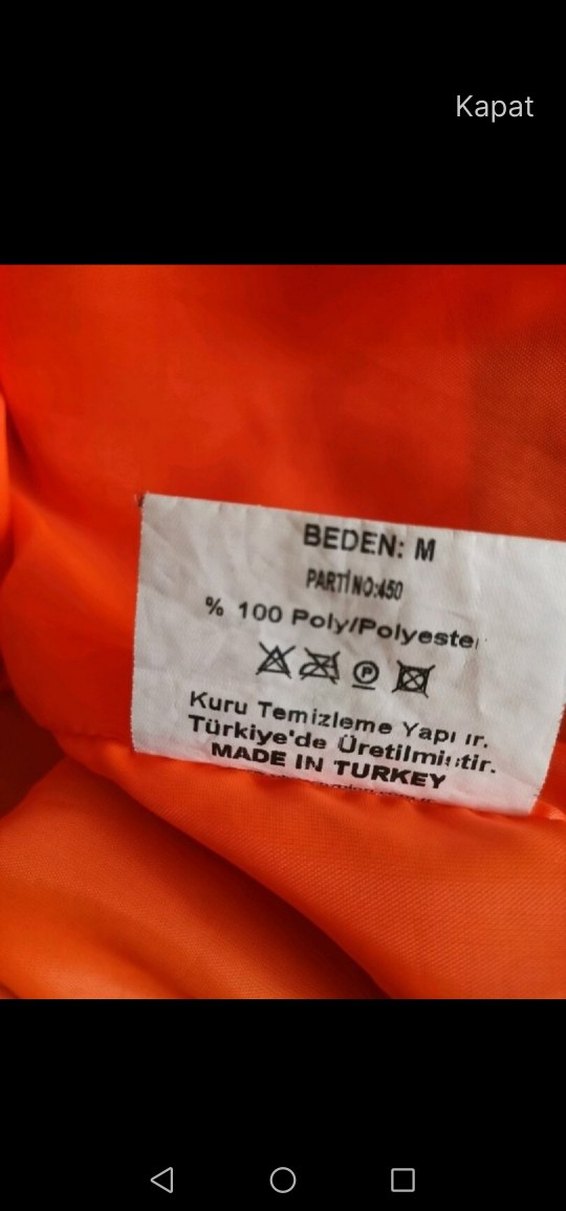 Kapat
BEDEN: M
PARTİ NO:450
% 100 Poly/Polyester
P
Kuru Temizleme Yapılır.
Türkiye'de Üretilmiştir.
MADE IN TURKEY